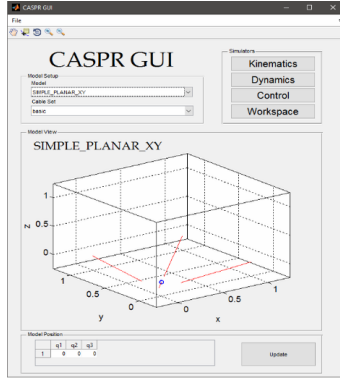 CASPR GUI
File
CASPR GUI
Model Setup
Model
SIMPLE_PLANAR_XY
Cable Set
basic
Simulators
Kinematics
Dynamics
Control
Workspace
Model View
SIMPLE_PLANAR_XY
1
0.5
0
z
1
0.5
0
y
0
0.5
1
x
Model Position
q1 q2 q3
1 0 0 0
Update